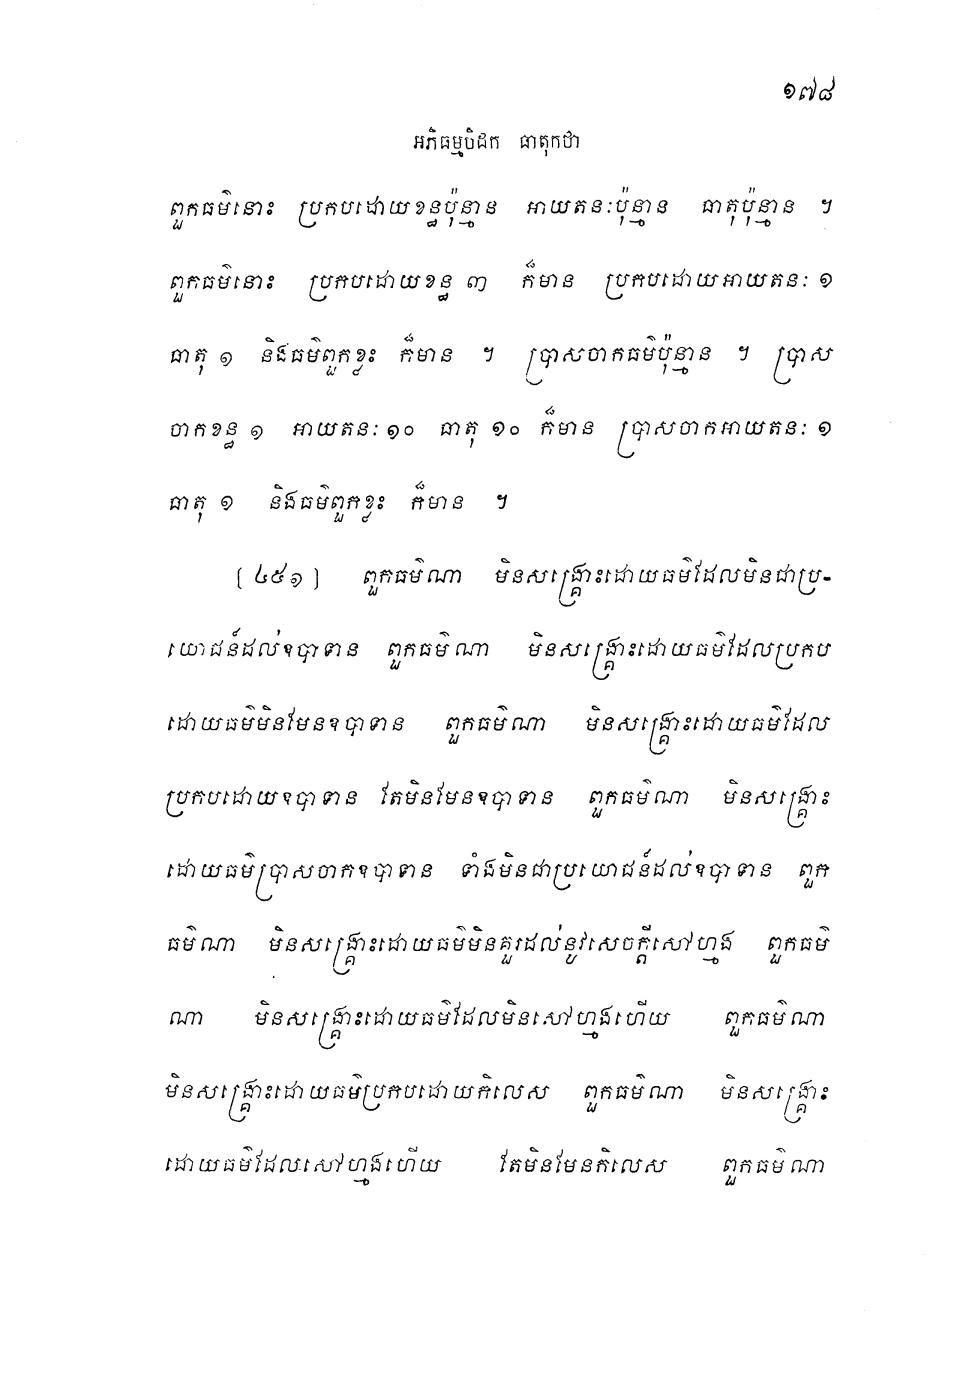 ១៧៨
អភិធម្មបិដក ធាតុកថា
ពួកធម៌នោះ ប្រកបដោយខន្ធប៉ុន្មាន អាយតនៈប៉ុន្មាន ធាតុប៉ុន្មាន ។
ពួកធម៌នោះ ប្រកបដោយខន្ធ ៣ ក៏មាន ប្រកបដោយអាយតនៈ ១
ធាតុ ១ និងធម៌ពួកខ្លះ ក៏មាន ។ ប្រាសចាកធម៌ប៉ុន្មាន ។ ប្រាស
ចាកខន្ធ ១ អាយតនៈ ១០ ធាតុ ១០ ក៏មាន ប្រាសចាកអាយតនៈ ១
ធាតុ ១ និងធម៌ពួកខ្លះ ក៏មាន ។
[៤៥១] ពួកធម៌ណា មិនសង្គ្រោះដោយធម៌ដែលមិនជាប្រ-
យោជន៍ដល់ឧបាទាន ពួកធម៌ណា មិនសង្គ្រោះដោយធម៌ដែលប្រកប
ដោយធម៌មិនមែនឧបាទាន ពួកធម៌ណា មិនសង្គ្រោះដោយធម៌ដែល
ប្រកបដោយឧបាទាន តែមិនមែនឧបាទាន ពួកធម៌ណា មិនសង្គ្រោះ
ដោយធម៌ប្រាសចាកឧបាទាន ទាំងមិនជាប្រយោជន៍ដល់ឧបាទាន ពួក
ធម៌ណា មិនសង្គ្រោះដោយធម៌មិនគួរដល់នូវសេចក្តីសៅហ្មង ពួកធម៌
ណា មិនសង្គ្រោះដោយធម៌ដែលមិនសៅហ្មងហើយ ពួកធម៌ណា
មិនសង្គ្រោះដោយធម៌ប្រកបដោយកិលេស ពួកធម៌ណា មិនសង្គ្រោះ
ដោយធម៌ដែលសៅហ្មងហើយ តែមិនមែនកិលេស ពួកធម៌ណា